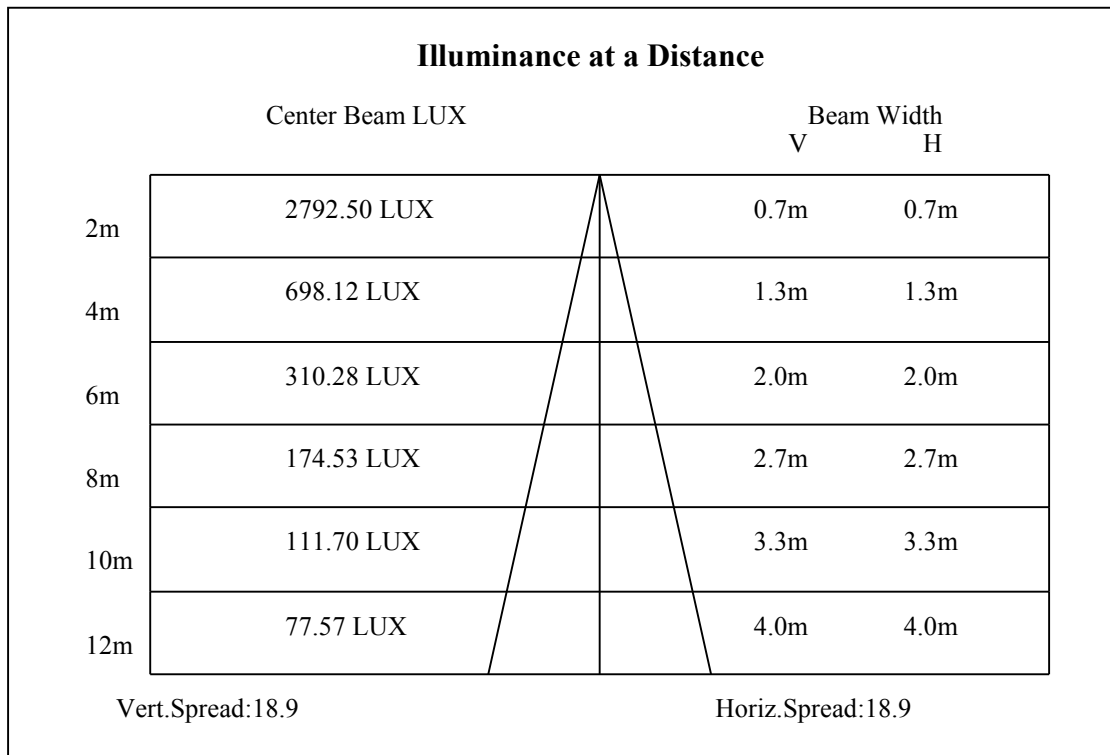 Illuminance at a Distance
Center Beam LUX Beam Width
V H
2m 2792.50 LUX 0.7m 0.7m
4m 698.12 LUX 1.3m 1.3m
6m 310.28 LUX 2.0m 2.0m
8m 174.53 LUX 2.7m 2.7m
10m 111.70 LUX 3.3m 3.3m
12m 77.57 LUX 4.0m 4.0m
Vert.Spread:18.9 Horiz.Spread:18.9